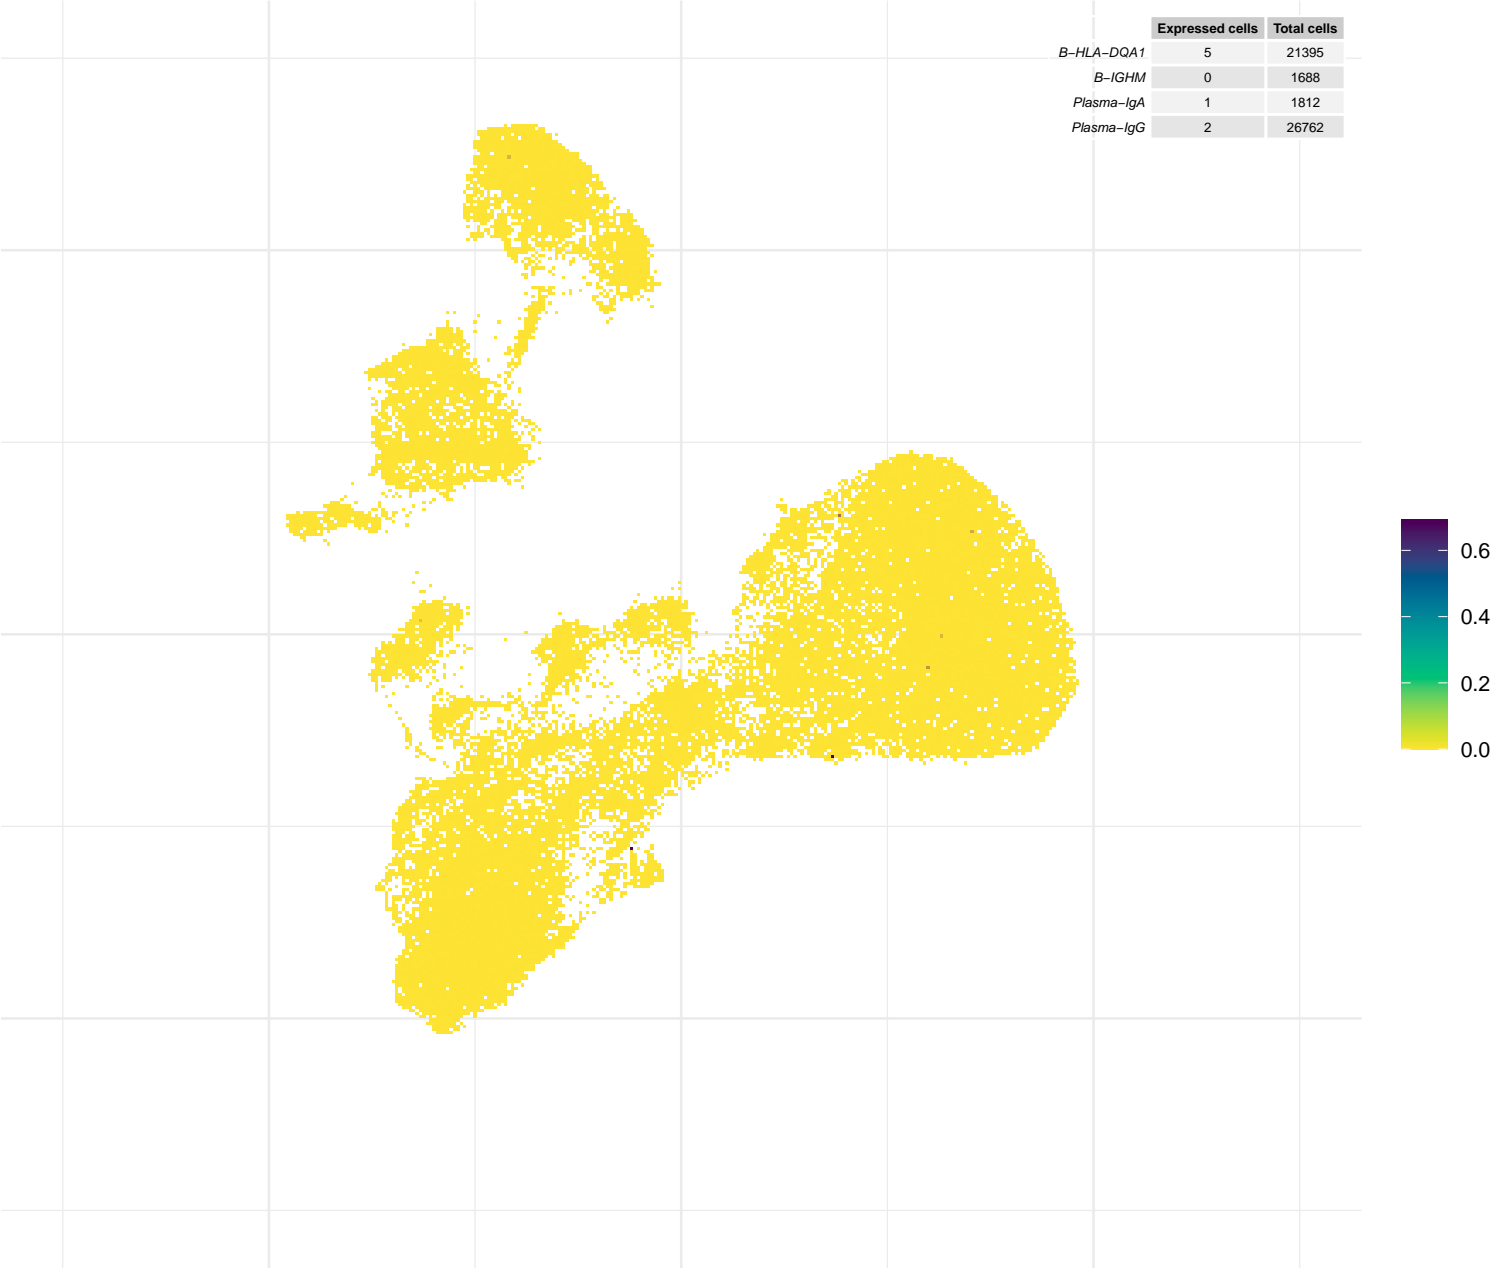 Expressed cells Total cells
B−HLA−DQA1 5 21395
B−IGHM 0 1688
Plasma−IgA 1 1812
Plasma−IgG 2 26762
0.6
0.4
0.2
0.0